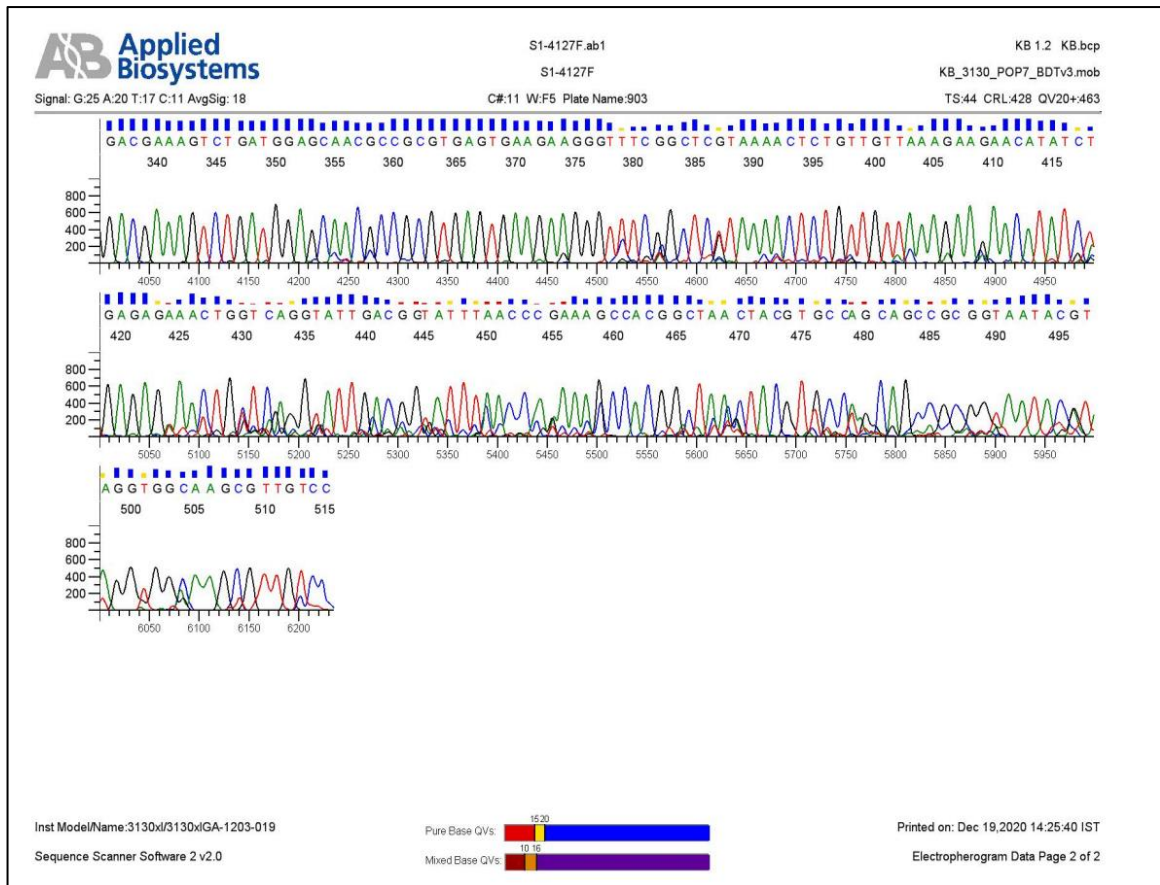 AB Applied Biosystems
S1-4127F.ab1
KB 1.2 KB.bcp
S1-4127F
KB_3130_POP7_BDTv3.mob
Signal: G:25 A:20 T:17 C:11 AvgSig: 18
C#:11 W:F5 Plate Name:903
TS:44 CRL:428 QV20+:463
GACGAAAGTCTGATGGAGCAACGCCGCGTGAGTGAAGAAGGGTTTCGGCTCGTAAAACTCTGTTGTTAAAGAAGAACATATCT
340 345 350 355 360 365 370 375 380 385 390 395 400 405 410 415
800
600
400
200
4050 4100 4150 4200 4250 4300 4350 4400 4450 4500 4550 4600 4650 4700 4750 4800 4850 4900 4950
GAGAGAAACTGGTCAGGTATTGACGGTATTTAACCCGAAAGCCACGGCTAACTACGTGCCAGCAGCCGCGGTAATACGT
420 425 430 435 440 445 450 455 460 465 470 475 480 485 490 495
800
600
400
200
5050 5100 5150 5200 5250 5300 5350 5400 5450 5500 5550 5600 5650 5700 5750 5800 5850 5900 5950
AGGTGGCAAGCGTTGTCC
500 505 510 515
800
600
400
200
6050 6100 6150 6200
Inst Model/Name:3130xl/3130xlGA-1203-019
Pure Base QVs:
15 20
Printed on: Dec 19,2020 14:25:40 IST
Sequence Scanner Software 2 v2.0
Mixed Base QVs:
10 16
Electropherogram Data Page 2 of 2